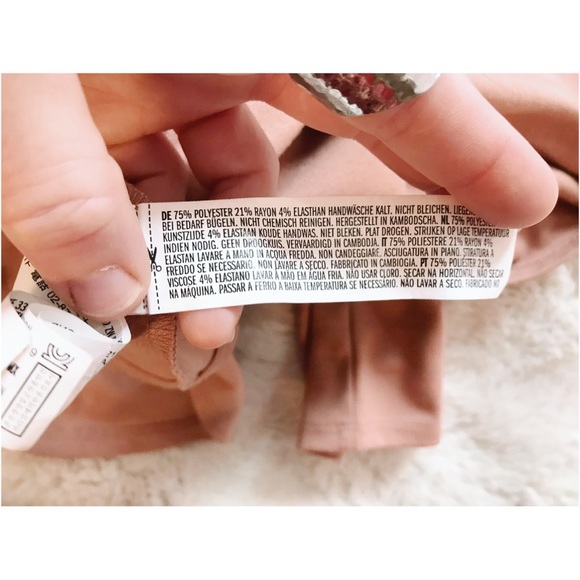 DE 75% POLYESTER 21% RAYON 4% ELASTHAN HANDWÄSCHE KALT. NICHT BLEICHEN. LIEGEND
BEI BEDARF BÜGELN. NICHT CHEMISCH REINIGEN. HERGESTELLT IN KAMBODSCHA. NL 75% POLYESTER
KUNSTZIJDE 4% ELASTAAN KOUDE HANDWAS. NIET BLEKEN. PLAT DROGEN. STRIJKEN OP LAGE TEMPERATUUR
INDIEN NODIG. GEEN DROOGKUIS. VERVAARDIGD IN CAMBODJA. IT 75% POLIESTERE 21% RAYON 4%
ELASTAN LAVARE A MANO IN ACQUA FREDDA. NON CANDEGGIARE. ASCIUGATURA IN PIANO. STIRATURA A
FREDDO SE NECESSARIO. NON LAVARE A SECCO. FABBRICATO IN CAMBOGIA. PT 75% POLIESTER 21%
VISCOSE 4% ELASTANO LAVAR À MÃO EM ÁGUA FRIA. NÃO USAR CLORO. SECAR NA HORIZONTAL. NÃO SECAR
NA MÁQUINA. PASSAR A FERRO A BAIXA TEMPERATURA SE NECESSÁRIO. NÃO LAVAR A SECO. FABRICADO NO